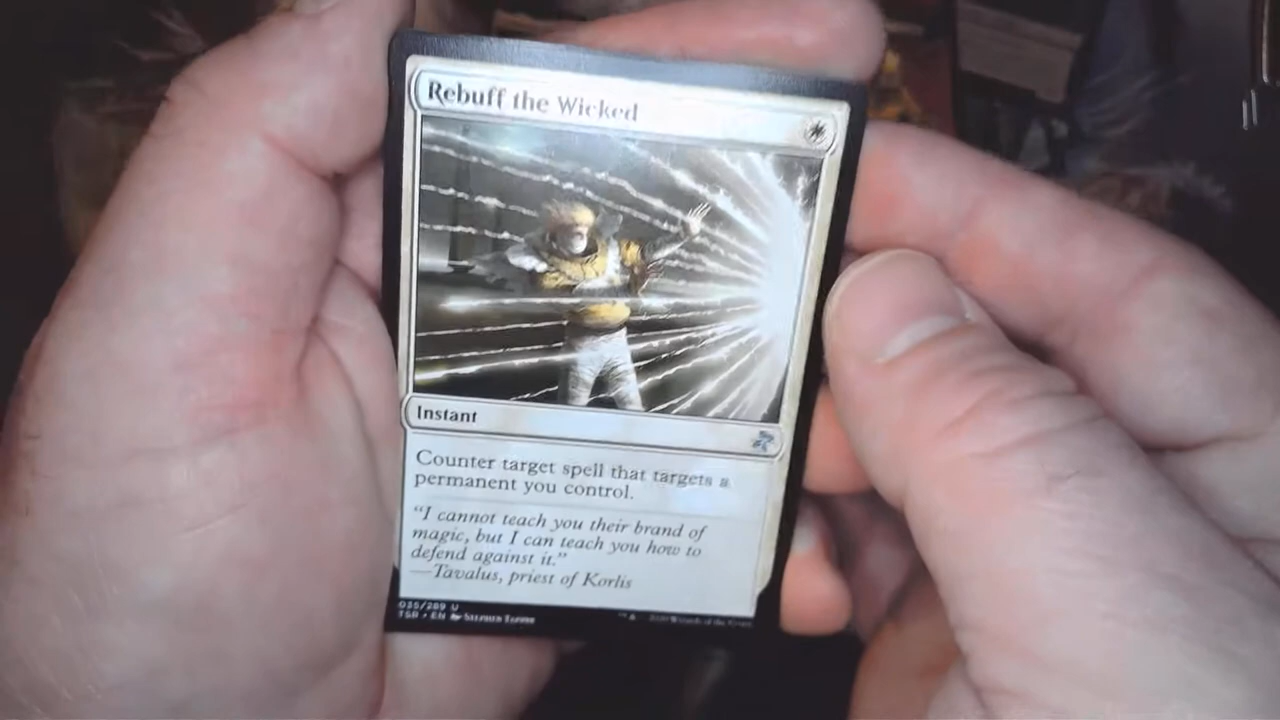 Rebuff the Wicked
Instant
Counter target spell that targets a
permanent you control.
“I cannot teach you their brand of
magic, but I can teach you how to
defend against it.”
—Tavalus, priest of Korlis
035/289 U
TSR • EN